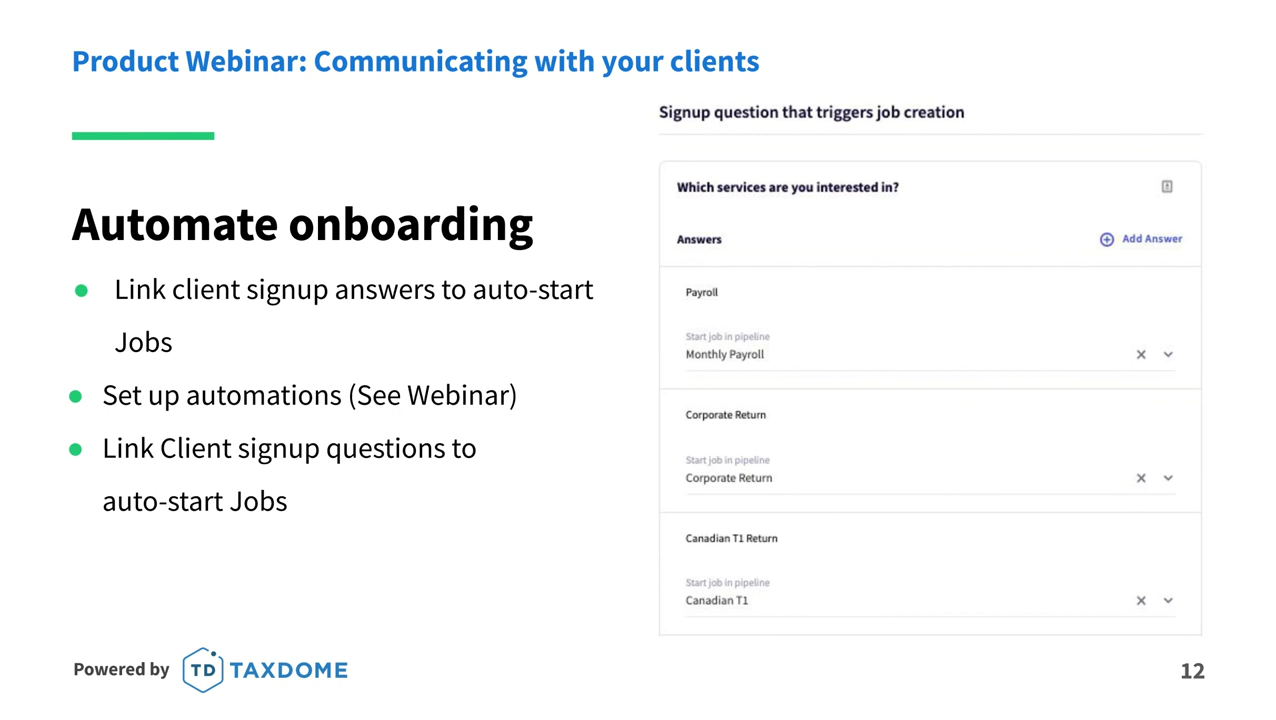 Product Webinar: Communicating with your clients
Automate onboarding
Link client signup answers to auto-start
Jobs
Set up automations (See Webinar)
Link Client signup questions to
auto-start Jobs
Signup question that triggers job creation
Which services are you interested in?
Answers
Add Answer
Payroll
Start job in pipeline
Monthly Payroll
Corporate Return
Start job in pipeline
Corporate Return
Canadian T1 Return
Start job in pipeline
Canadian T1
Powered by
TD TAXDOME
12